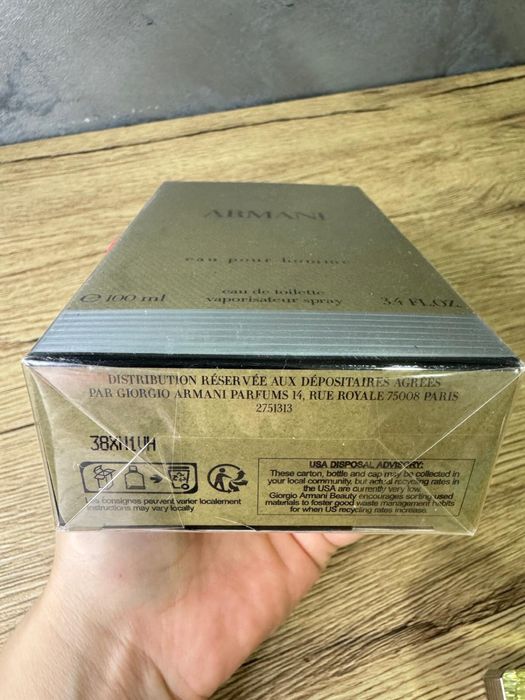 ARMANI
eau pour homme
eau de toilette
vaporisateur spray
℮ 100 ml
3.4 FL.OZ.
DISTRIBUTION RÉSERVÉE AUX DÉPOSITAIRES AGRÉES
PAR GIORGIO ARMANI PARFUMS 14, RUE ROYALE 75008 PARIS
2751313
38XN1UH
Les consignes peuvent varier localement
Instructions may vary locally
USA DISPOSAL ADVISORY:
These carton, bottle and cap may be collected in
your local community, but actual recycling rates in
the USA are currently very low.
Giorgio Armani Beauty encourages sorting used
materials to foster good waste management habits
for when US recycling rates increase.